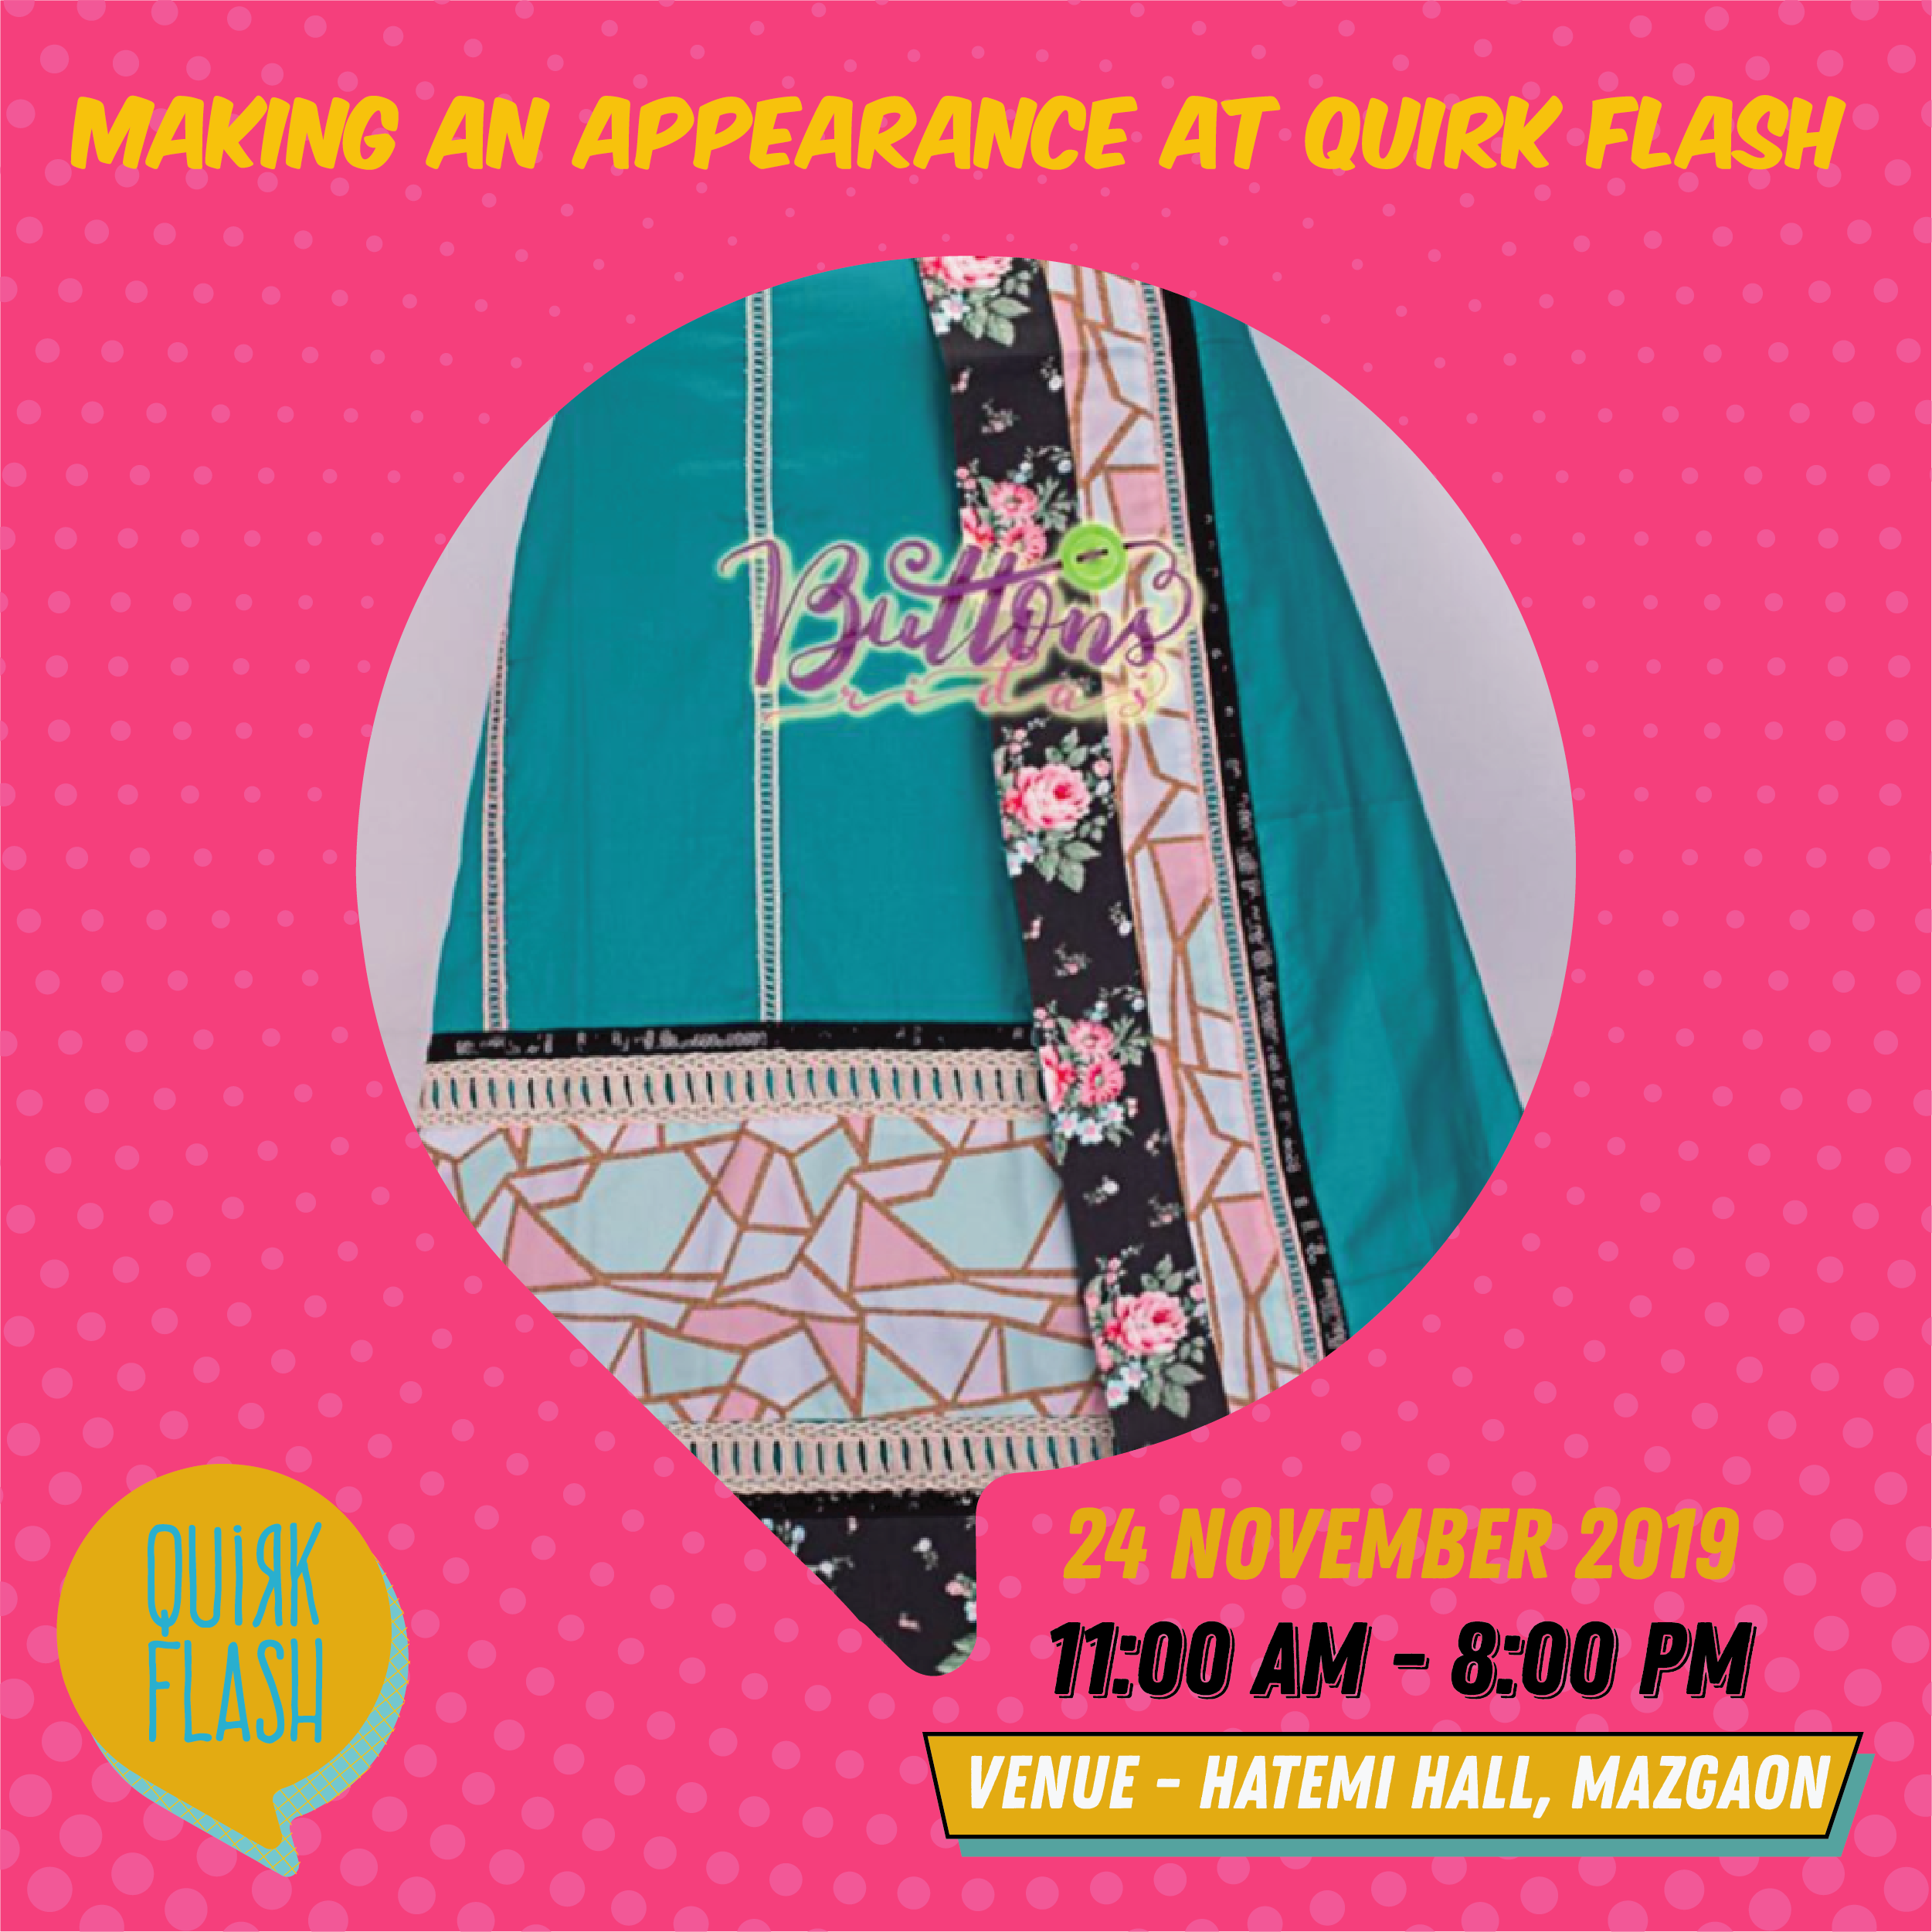 MAKING AN APPEARANCE AT QUIRK FLASH
Buttons
ridas
24 NOVEMBER 2019
QUIRK
FLASH
11:00 AM - 8:00 PM
VENUE - HATEMI HALL, MAZGAON